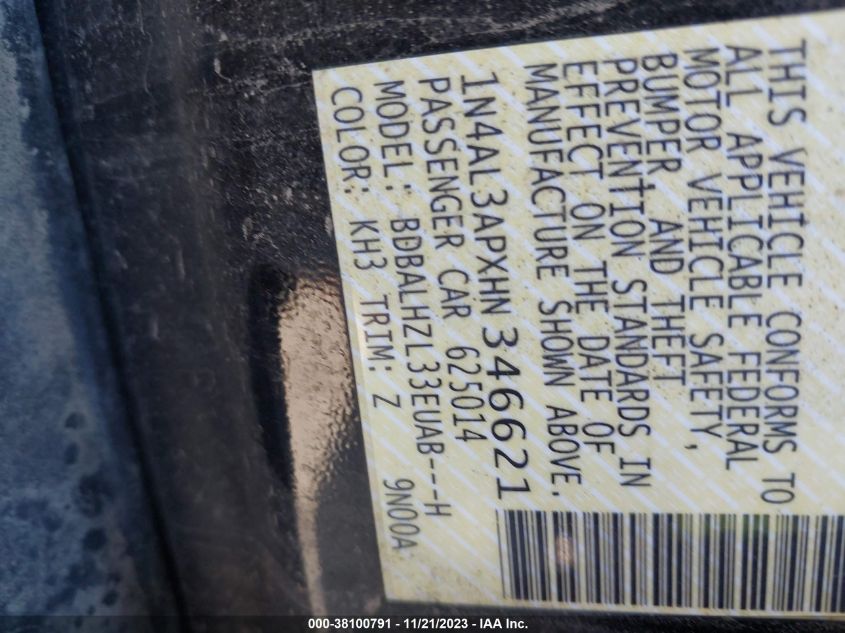 THIS VEHICLE CONFORMS TO
ALL APPLICABLE FEDERAL
MOTOR VEHICLE SAFETY,
BUMPER AND THEFT
PREVENTION STANDARDS IN
EFFECT ON THE DATE OF
MANUFACTURE SHOWN ABOVE.
1N4AL3APXHN346621
PASSENGER CAR 625014
MODEL: BDBALHZL33EUAB---H
COLOR: KH3 TRIM: Z 9N00A
000-38100791 - 11/21/2023 - IAA Inc.